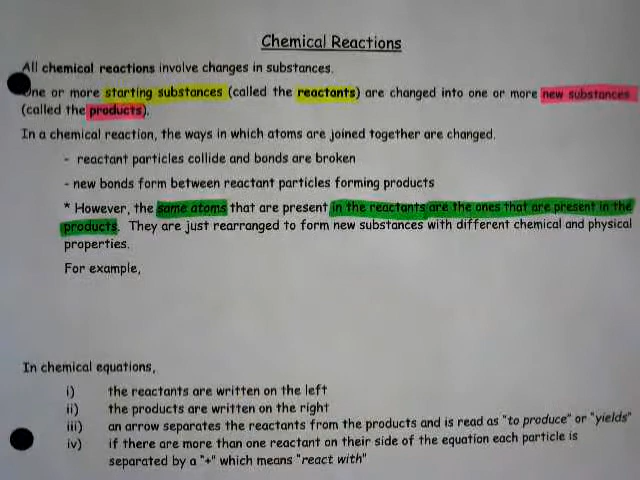 Chemical Reactions
All chemical reactions involve changes in substances.
One or more starting substances (called the reactants) are changed into one or more new substances
(called the products).
In a chemical reaction, the ways in which atoms are joined together are changed.
- reactant particles collide and bonds are broken
- new bonds form between reactant particles forming products
* However, the same atoms that are present in the reactants are the ones that are present in the
products. They are just rearranged to form new substances with different chemical and physical
properties.
For example,
In chemical equations,
i) the reactants are written on the left
ii) the products are written on the right
iii) an arrow separates the reactants from the products and is read as "to produce" or "yields"
iv) if there are more than one reactant on their side of the equation each particle is
separated by a "+" which means "react with"